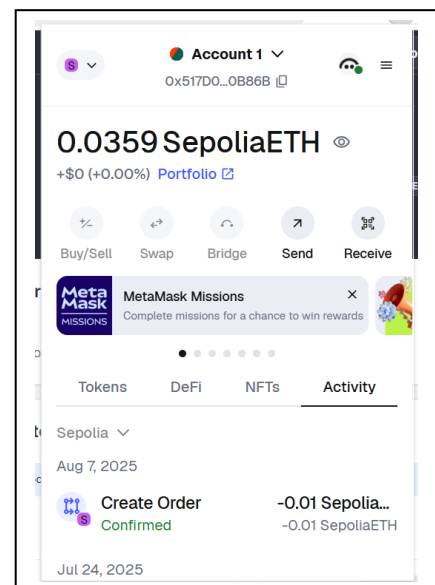 S
Account 1
0x517D0...0B86B
0.0359 SepoliaETH
+$0 (+0.00%) Portfolio
Buy/Sell Swap Bridge Send Receive
Meta
Mask
MISSIONS
MetaMask Missions
Complete missions for a chance to win rewards
Tokens DeFi NFTs Activity
Sepolia
Aug 7, 2025
Create Order -0.01 Sepolia...
S
Confirmed -0.01 SepoliaETH
Jul 24, 2025